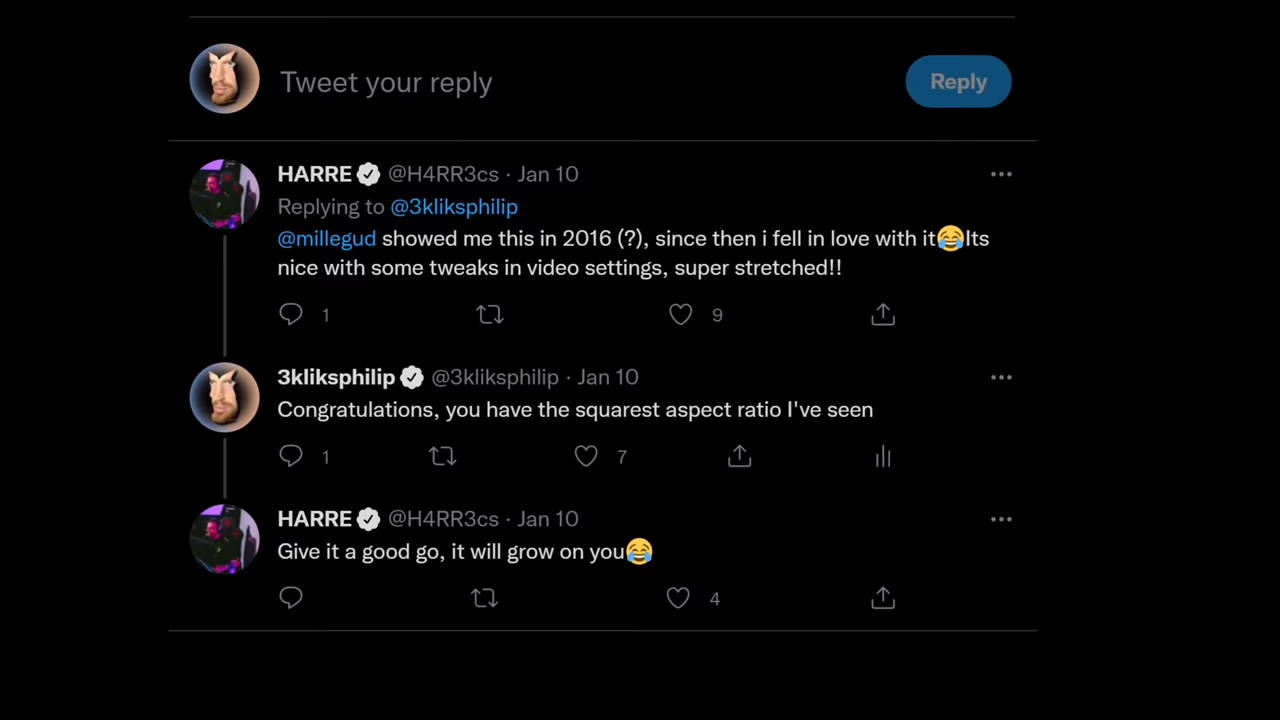 Tweet your reply
Reply
HARRE @H4RR3cs · Jan 10
Replying to @3kliksphilip
@millegud showed me this in 2016 (?), since then i fell in love with it😂Its
nice with some tweaks in video settings, super stretched!!
1 9
3kliksphilip @3kliksphilip · Jan 10
Congratulations, you have the squarest aspect ratio I've seen
1 7
HARRE @H4RR3cs · Jan 10
Give it a good go, it will grow on you😂
4